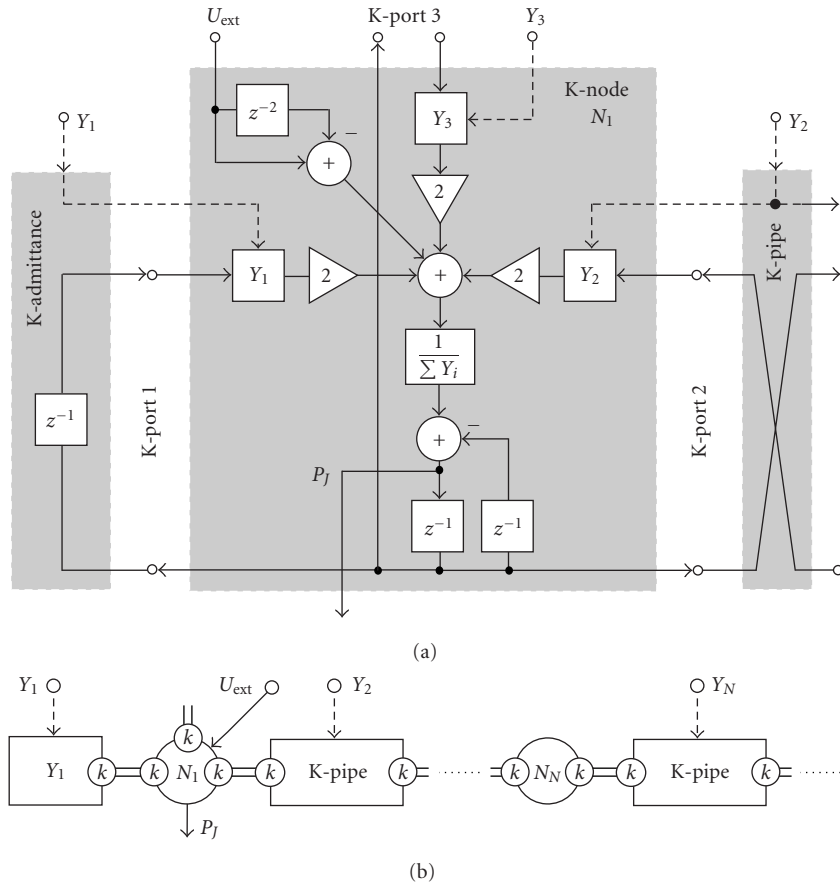 U_ext K-port 3 Y_3
K-node
N_1
z^{-2}
−
Y_3
Y_1
Y_2
+
2
K-admittance
K-pipe
Y_1
2
+
2
Y_2
1
∑ Y_i
K-port 1
K-port 2
z^{-1}
+
−
P_J
z^{-1}
z^{-1}
(a)
Y_1
U_ext
Y_2
Y_N
k
Y_1 k k N_1 k k K-pipe k k N_N k k K-pipe k
P_J
(b)